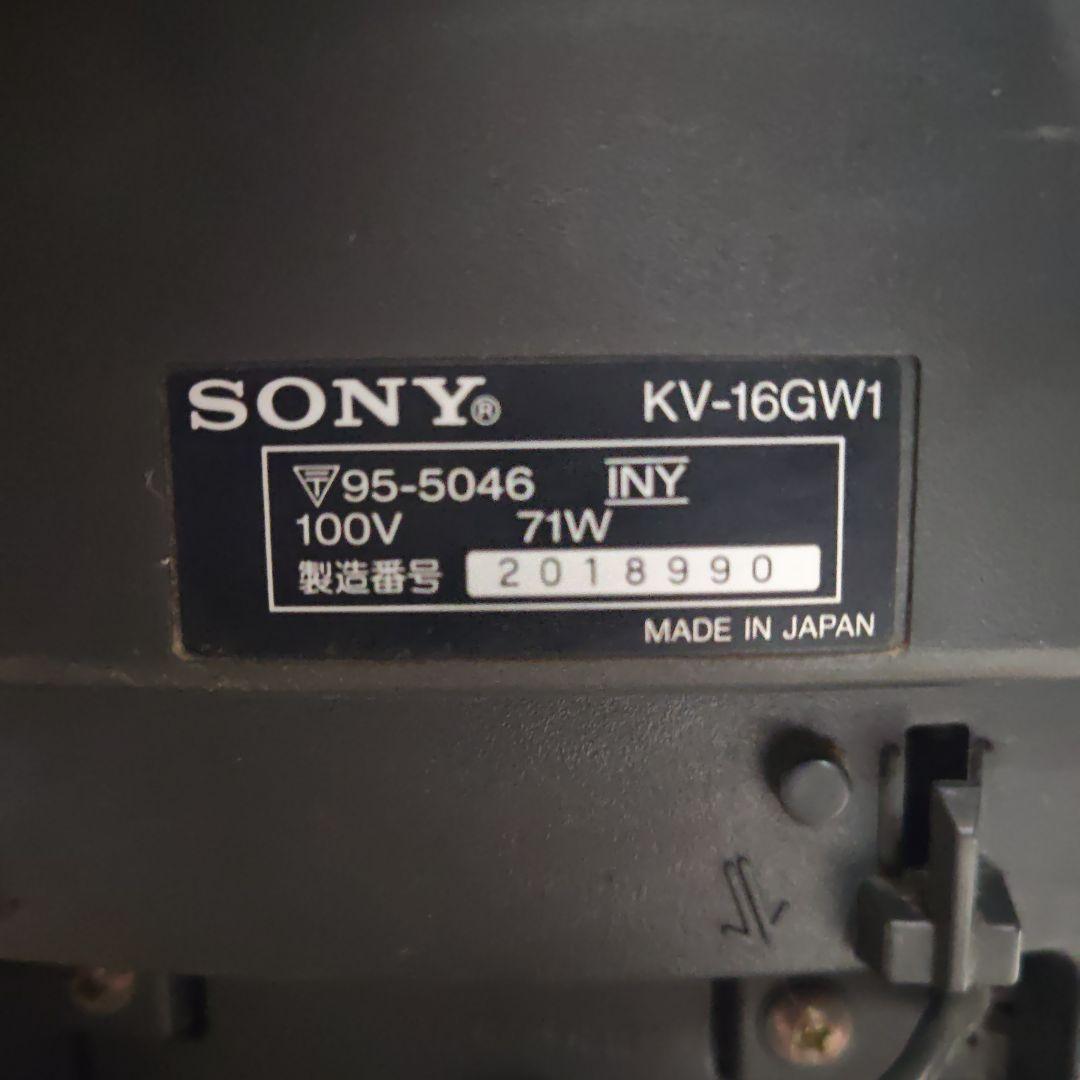 SONY® KV-16GW1
〒95-5046 INY
100V 71W
製造番号 2018990
MADE IN JAPAN